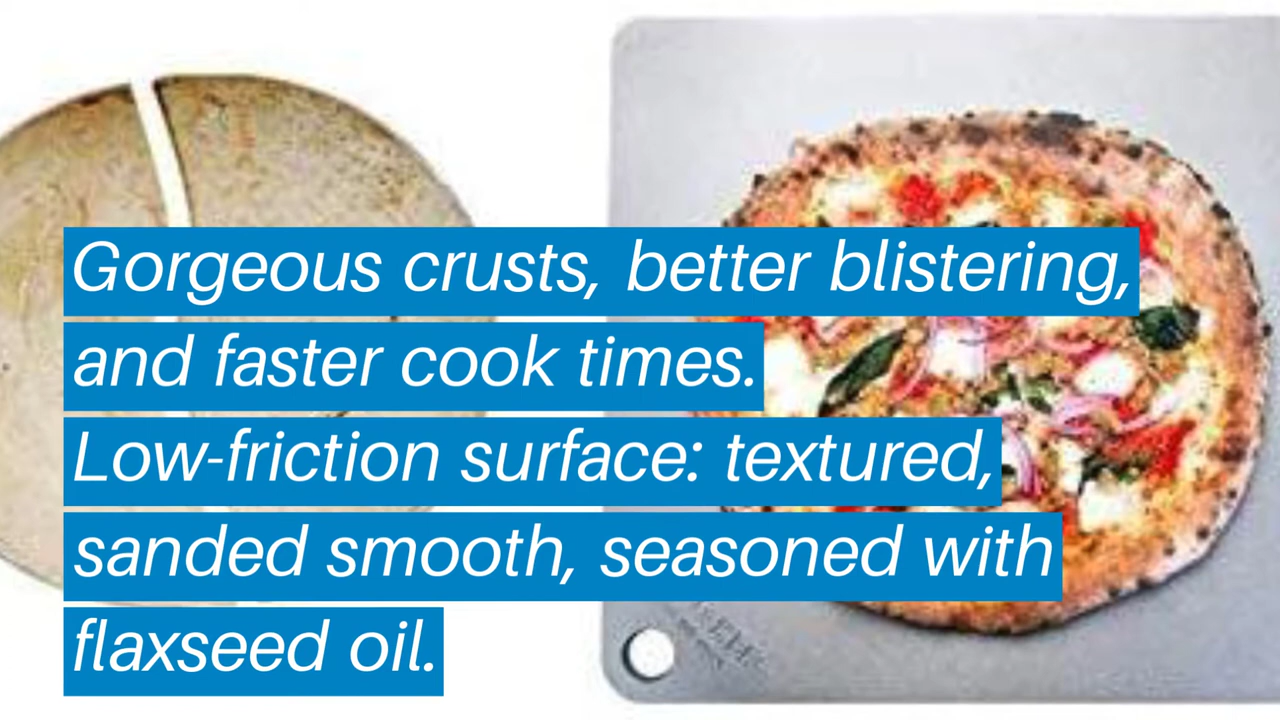 Gorgeous crusts, better blistering,
and faster cook times.
Low-friction surface: textured,
sanded smooth, seasoned with
flaxseed oil.